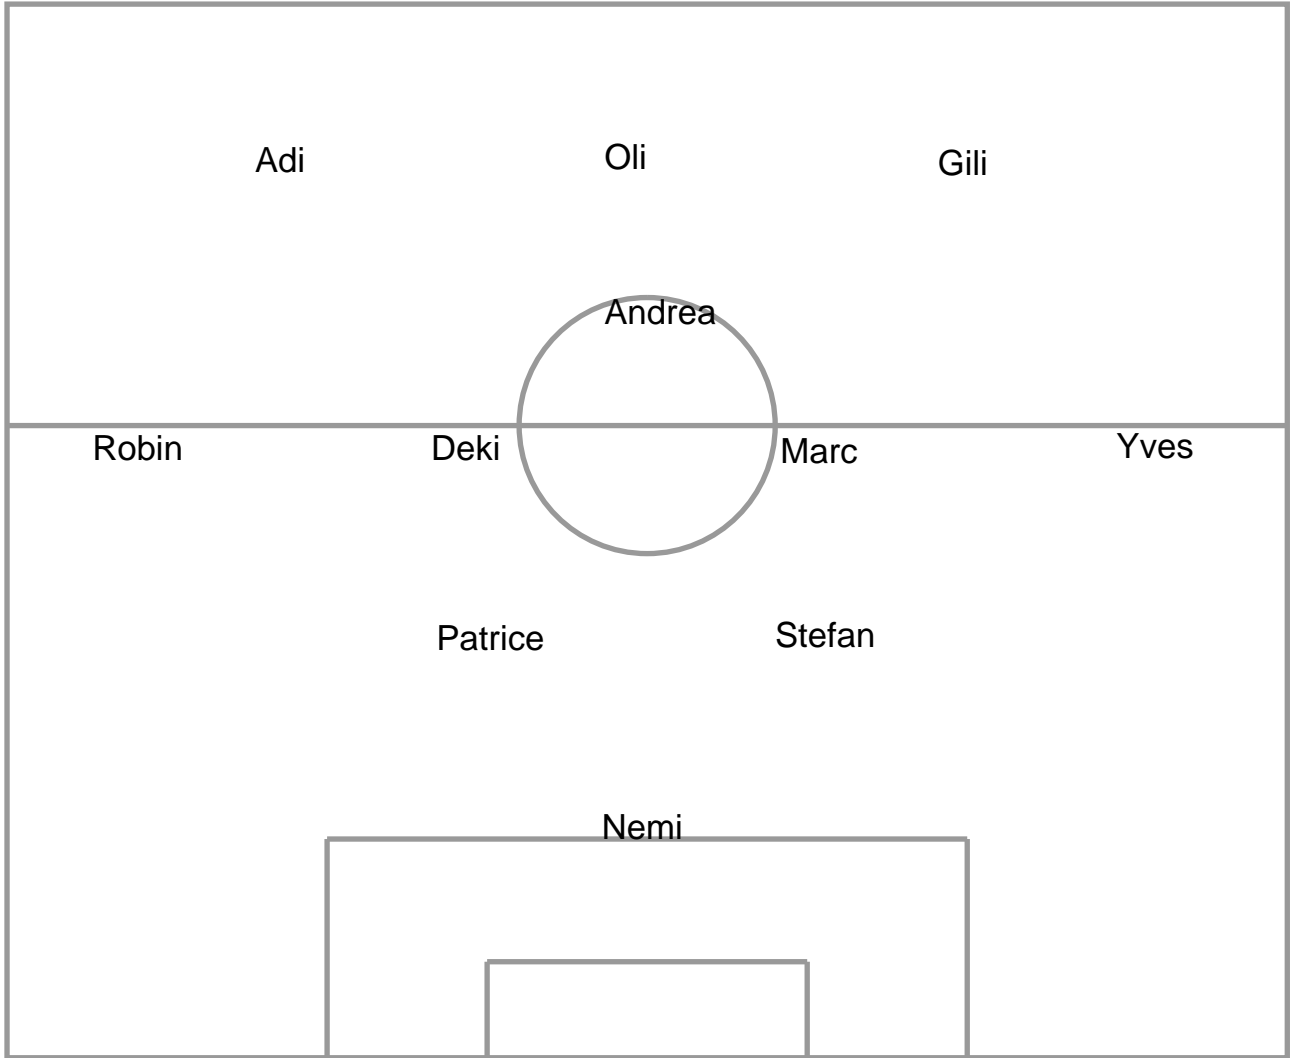 Adi Oli Gili
Andrea
Robin Deki Marc Yves
Patrice Stefan
Nemi